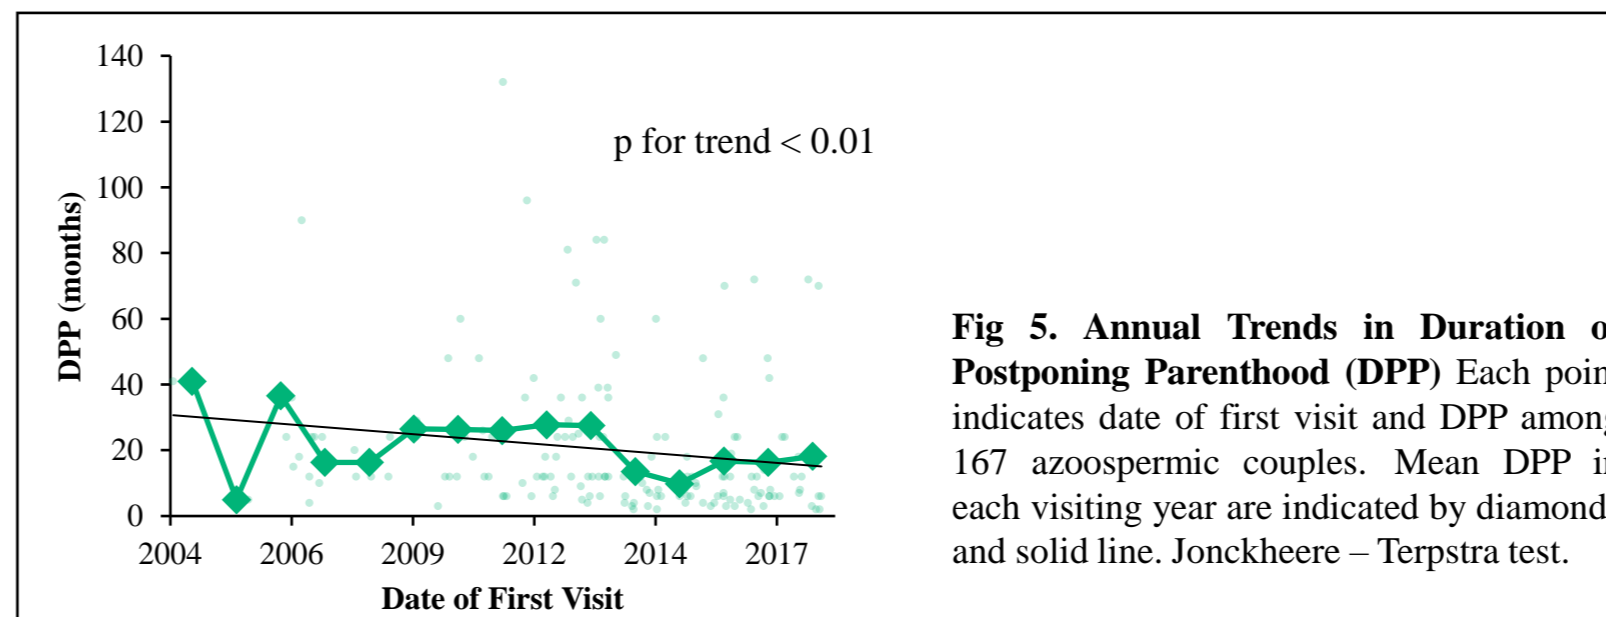 140
120
100
80
60
40
20
0
DPP (months)
p for trend < 0.01
2004 2006 2009 2012 2014 2017
Date of First Visit
Fig 5. Annual Trends in Duration o
Postponing Parenthood (DPP) Each poin
indicates date of first visit and DPP among
167 azoospermic couples. Mean DPP i
each visiting year are indicated by diamond
and solid line. Jonckheere – Terpstra test.